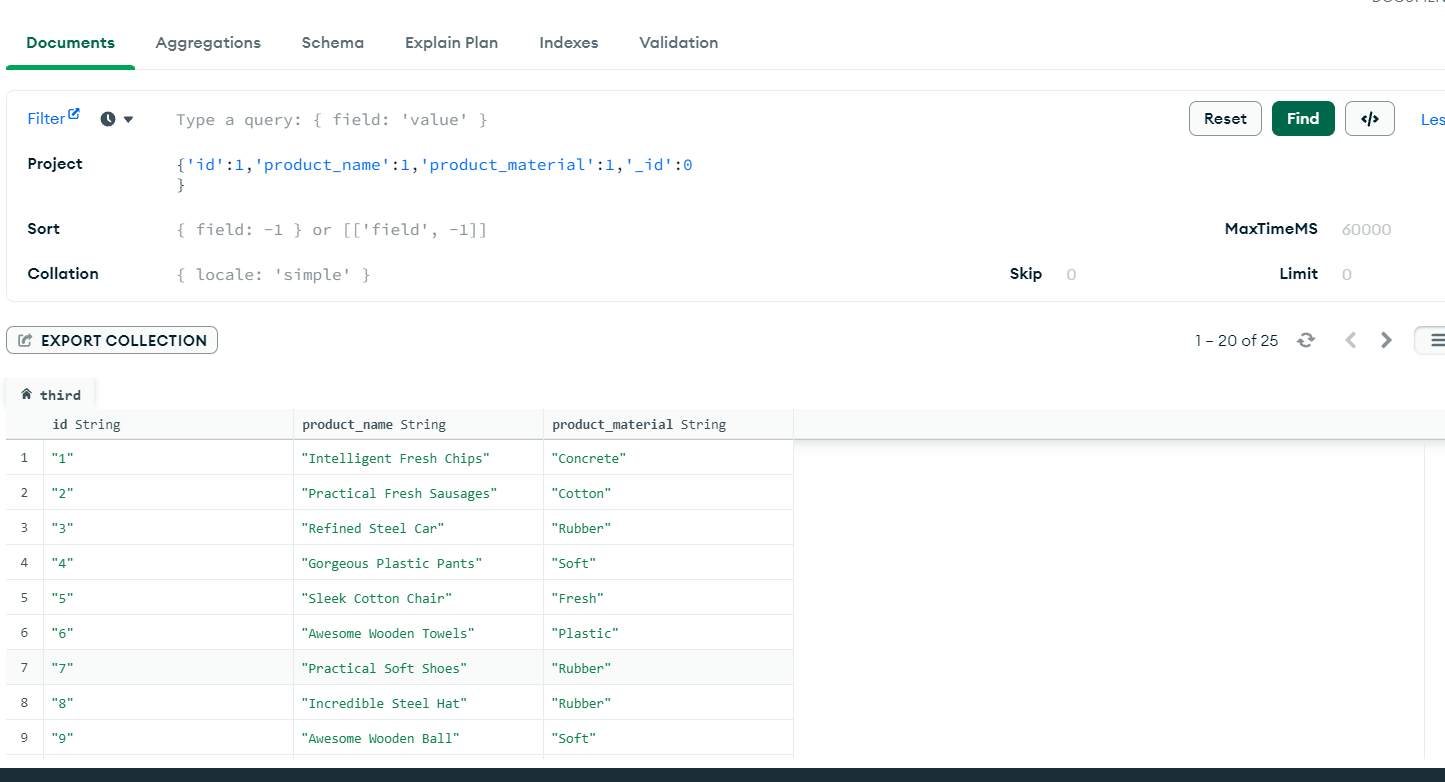 Documents Aggregations Schema Explain Plan Indexes Validation
Filter Type a query: { field: 'value' } Reset Find </>
Project {'id':1,'product_name':1,'product_material':1,'_id':0
}
Sort { field: -1 } or [['field', -1]] MaxTimeMS 60000
Collation { locale: 'simple' } Skip 0 Limit 0
EXPORT COLLECTION 1 – 20 of 25
third
id String product_name String product_material String
1 "1" "Intelligent Fresh Chips" "Concrete"
2 "2" "Practical Fresh Sausages" "Cotton"
3 "3" "Refined Steel Car" "Rubber"
4 "4" "Gorgeous Plastic Pants" "Soft"
5 "5" "Sleek Cotton Chair" "Fresh"
6 "6" "Awesome Wooden Towels" "Plastic"
7 "7" "Practical Soft Shoes" "Rubber"
8 "8" "Incredible Steel Hat" "Rubber"
9 "9" "Awesome Wooden Ball" "Soft"